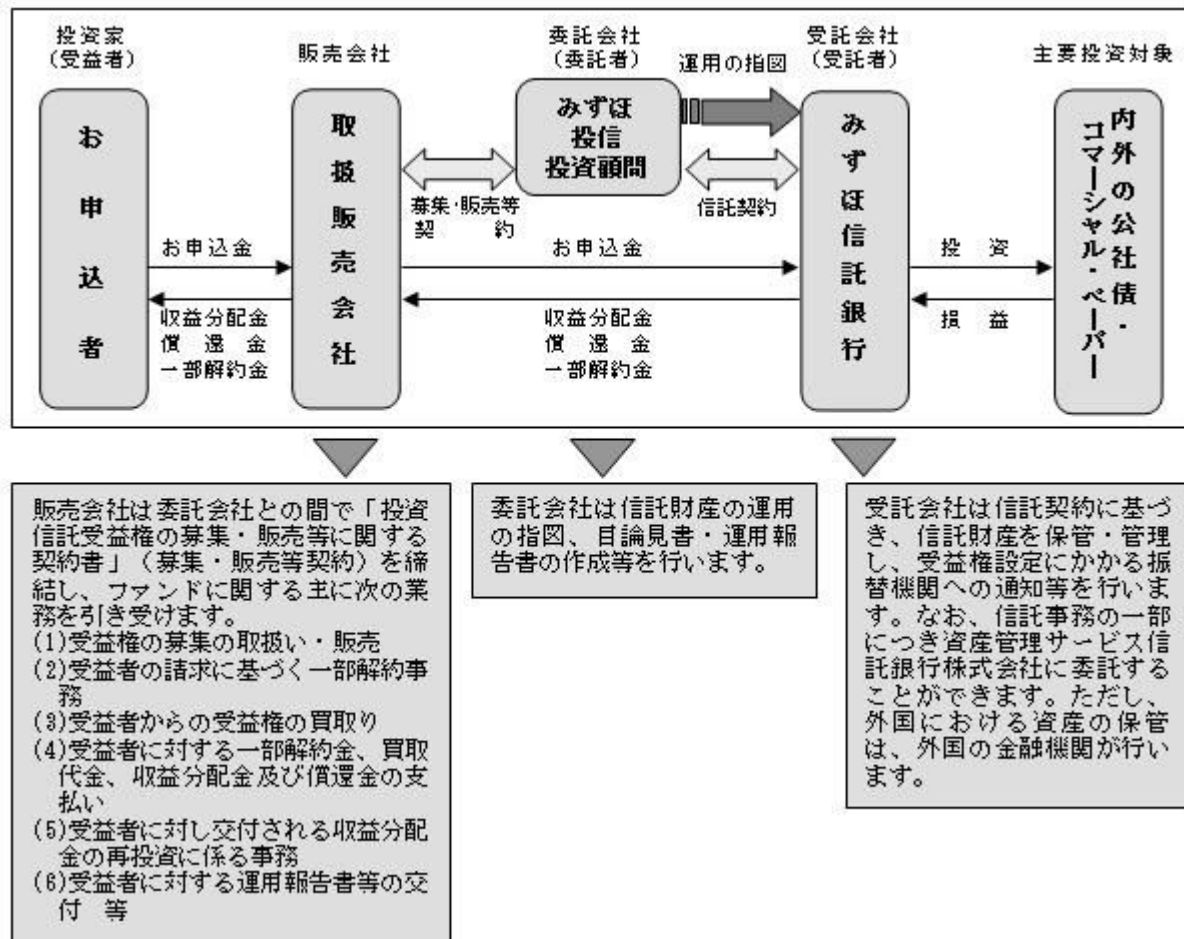 投資家
(受益者)
販売会社
委託会社
(委託者)
運用の指図
受託会社
(受託者)
主要投資対象
お申込者
取扱販売会社
みずほ
投信
投資顧問
みずほ信託銀行
内外の公社債・
コマーシャル・ペーパー
募集・販売等
契約
信託契約
お申込金
お申込金
投資
収益分配金
償還金
一部解約金
収益分配金
償還金
一部解約金
損益
販売会社は委託会社との間で「投資
信託受益権の募集・販売等に関する
契約書」（募集・販売等契約）を締
結し、ファンドに関する主に次の業
務を引き受けます。
(1)受益権の募集の取扱い・販売
(2)受益者の請求に基づく一部解約事
務
(3)受益者からの受益権の買取り
(4)受益者に対する一部解約金、買取
代金、収益分配金及び償還金の支
払い
(5)受益者に対し交付される収益分配
金の再投資に係る事務
(6)受益者に対する運用報告書等の交
付　等
委託会社は信託財産の運用
の指図、目論見書・運用報
告書の作成等を行います。
受託会社は信託契約に基づ
き、信託財産を保管・管理
し、受益権設定にかかる振
替機関への通知等を行いま
す。なお、信託事務の一部
につき資産管理サービス信
託銀行株式会社に委託する
ことができます。ただし、
外国における資産の保管
は、外国の金融機関が行い
ます。